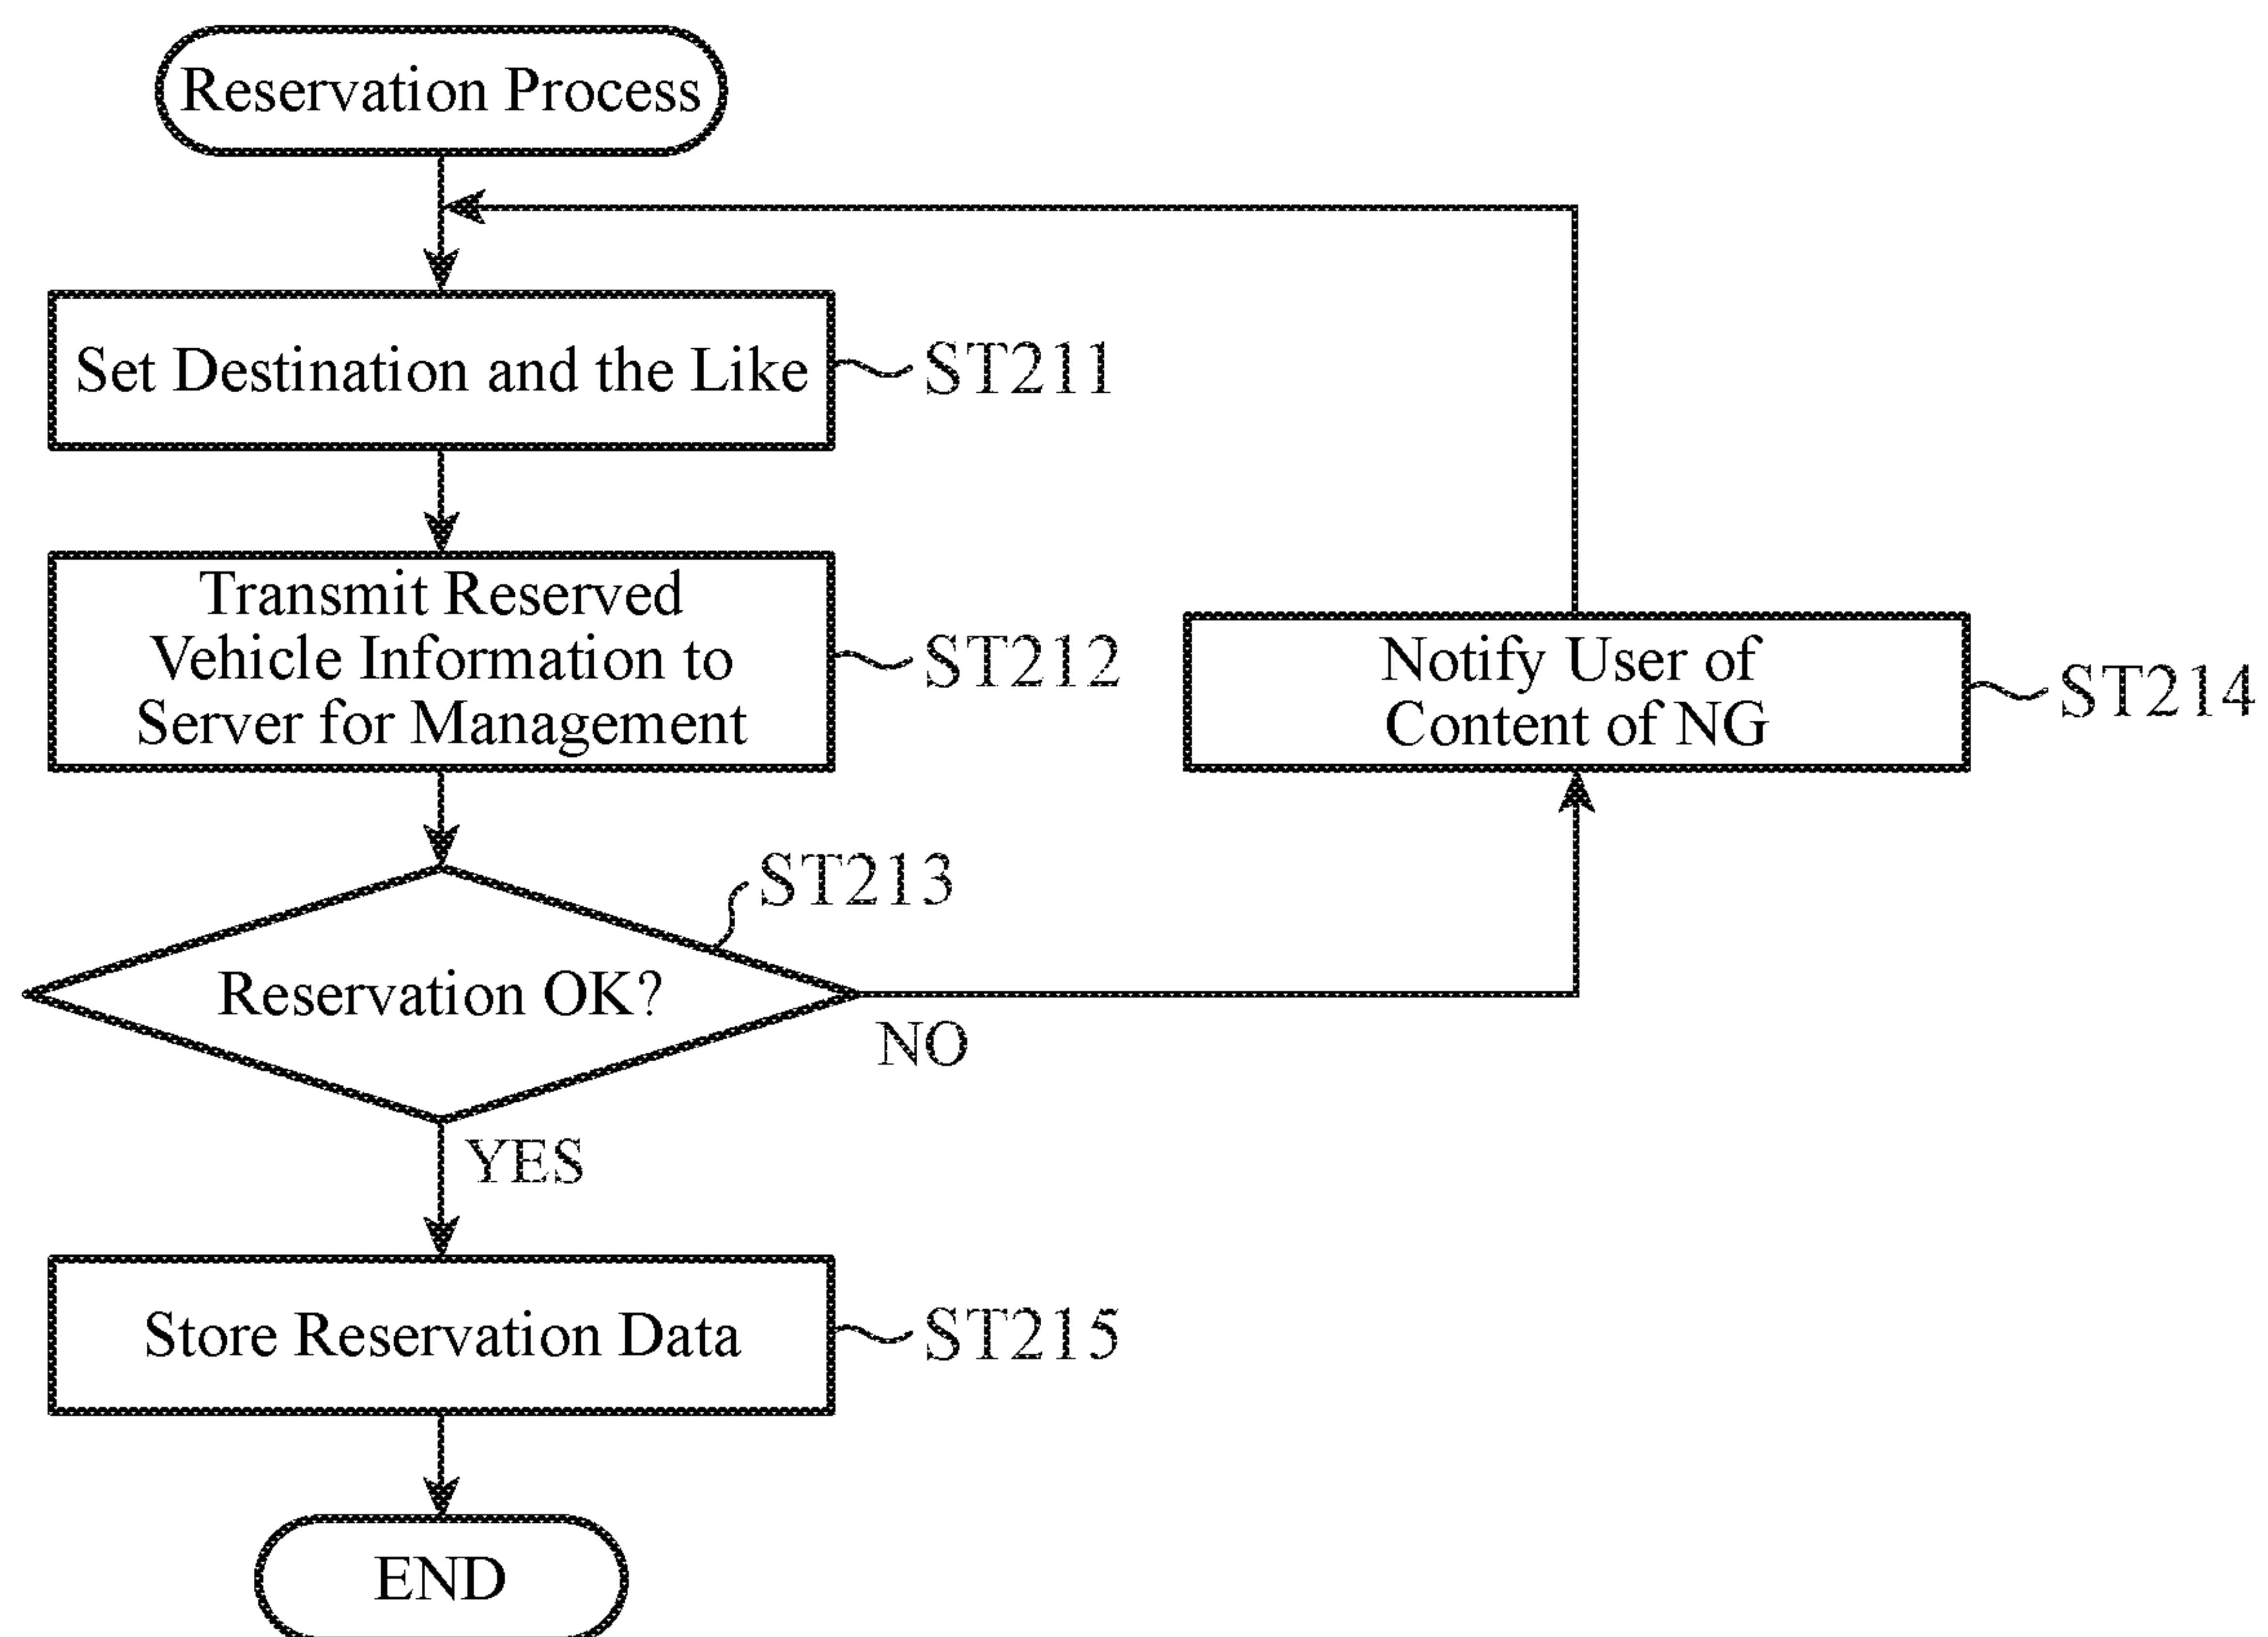 Reservation Process
Set Destination and the Like
ST211
Transmit Reserved
Vehicle Information to
Server for Management
ST212
Notify User of
Content of NG
ST214
ST213
Reservation OK?
NO
YES
Store Reservation Data
ST215
END